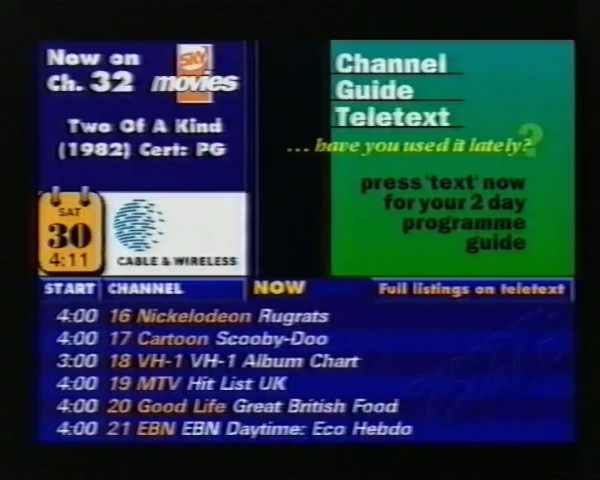 Now on
Ch. 32
sky
movies
Two Of A Kind
(1982) Cert: PG
Channel
Guide
Teletext
?
... have you used it lately?
press 'text' now
for your 2 day
programme
guide
SAT
30
4:11
CABLE & WIRELESS
START CHANNEL NOW Full listings on teletext
4:00 16 Nickelodeon Rugrats
4:00 17 Cartoon Scooby-Doo
3:00 18 VH-1 VH-1 Album Chart
4:00 19 MTV Hit List UK
4:00 20 Good Life Great British Food
4:00 21 EBN EBN Daytime: Eco Hebdo